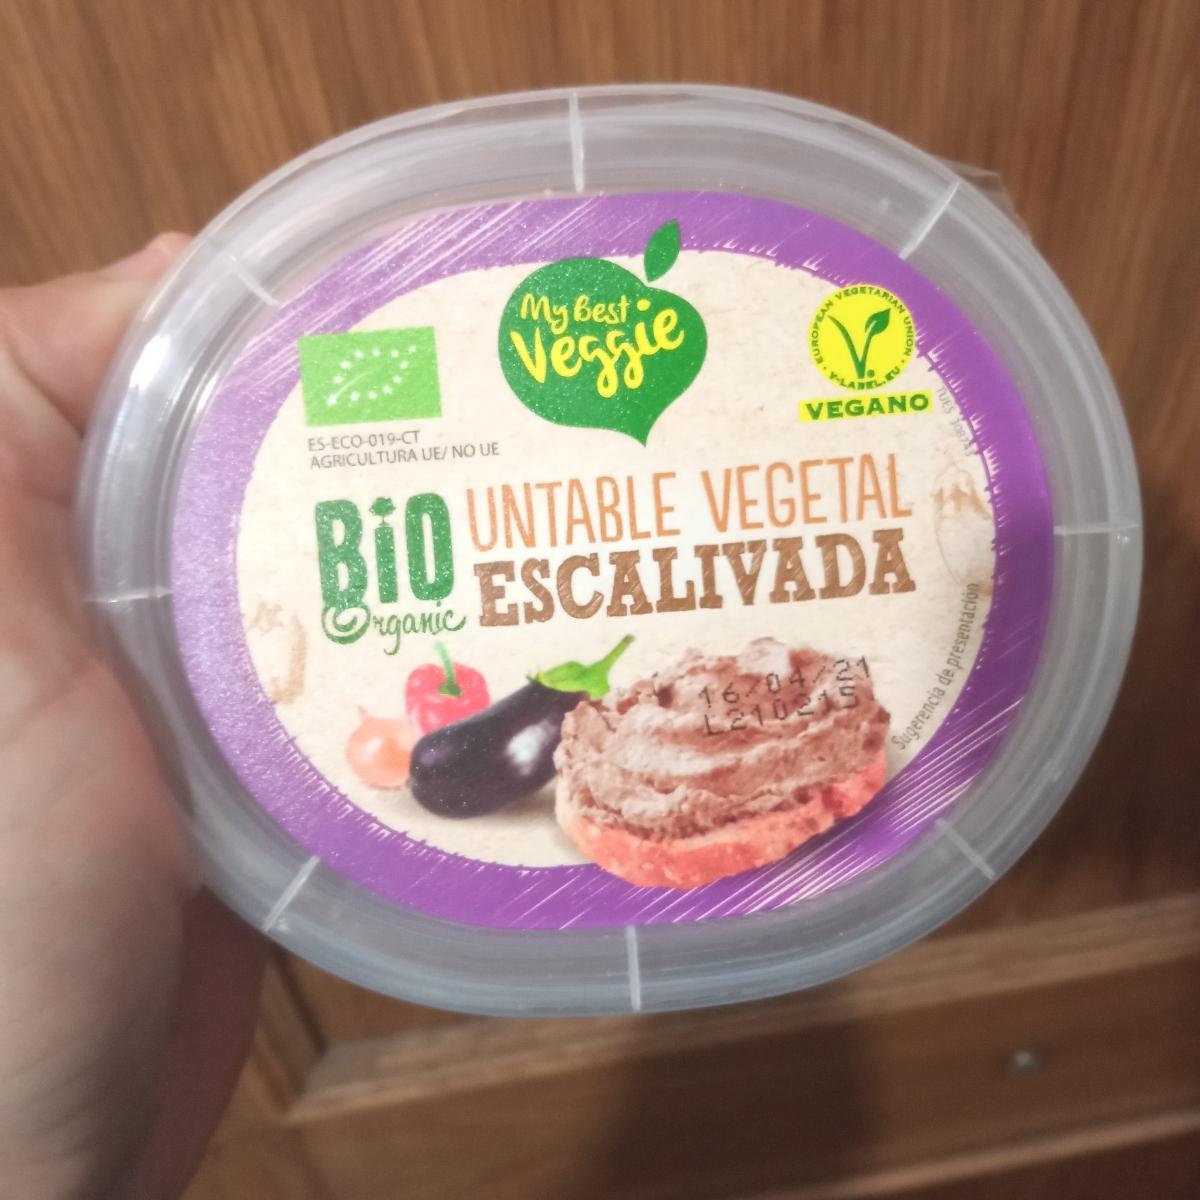 My Best
Veggie
EUROPEAN VEGETARIAN UNION
V-LABEL.EU
VEGANO
ES-ECO-019-CT
AGRICULTURA UE/ NO UE
BiO
Organic
UNTABLE VEGETAL
ESCALIVADA
16/04/21
L210215
Sugerencia de presentación